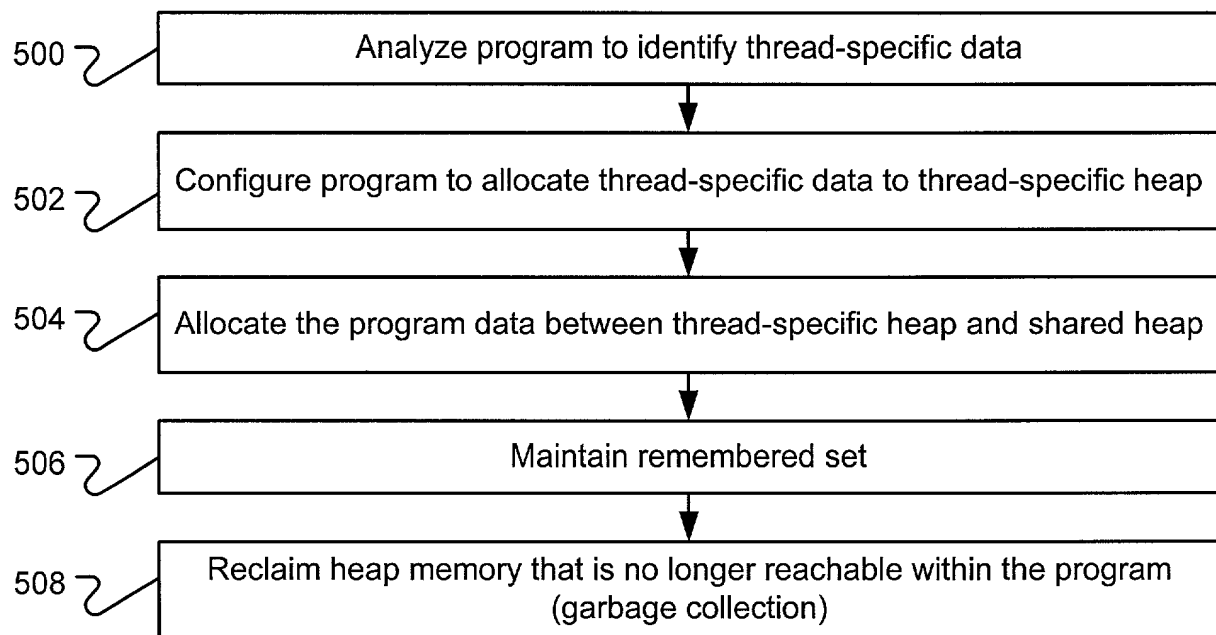 500
Analyze program to identify thread-specific data
502
Configure program to allocate thread-specific data to thread-specific heap
504
Allocate the program data between thread-specific heap and shared heap
506
Maintain remembered set
508
Reclaim heap memory that is no longer reachable within the program
(garbage collection)